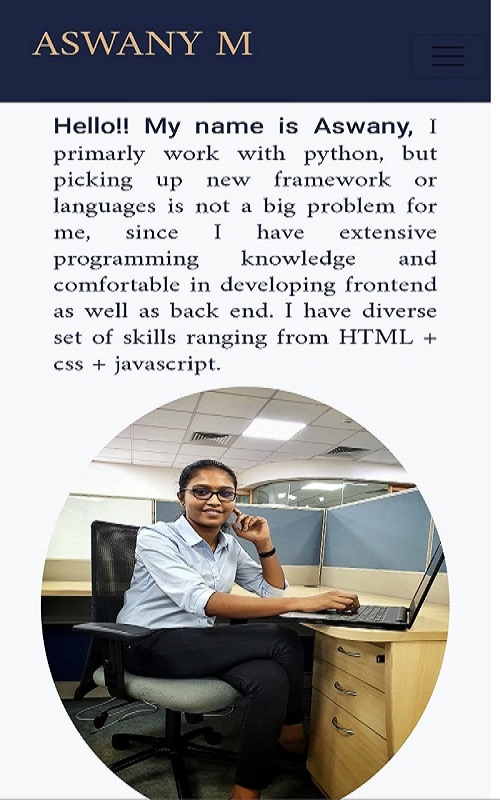 ASWANY M
Hello!! My name is Aswany, I
primarly work with python, but
picking up new framework or
languages is not a big problem for
me, since I have extensive
programming knowledge and
comfortable in developing frontend
as well as back end. I have diverse
set of skills ranging from HTML +
css + javascript.